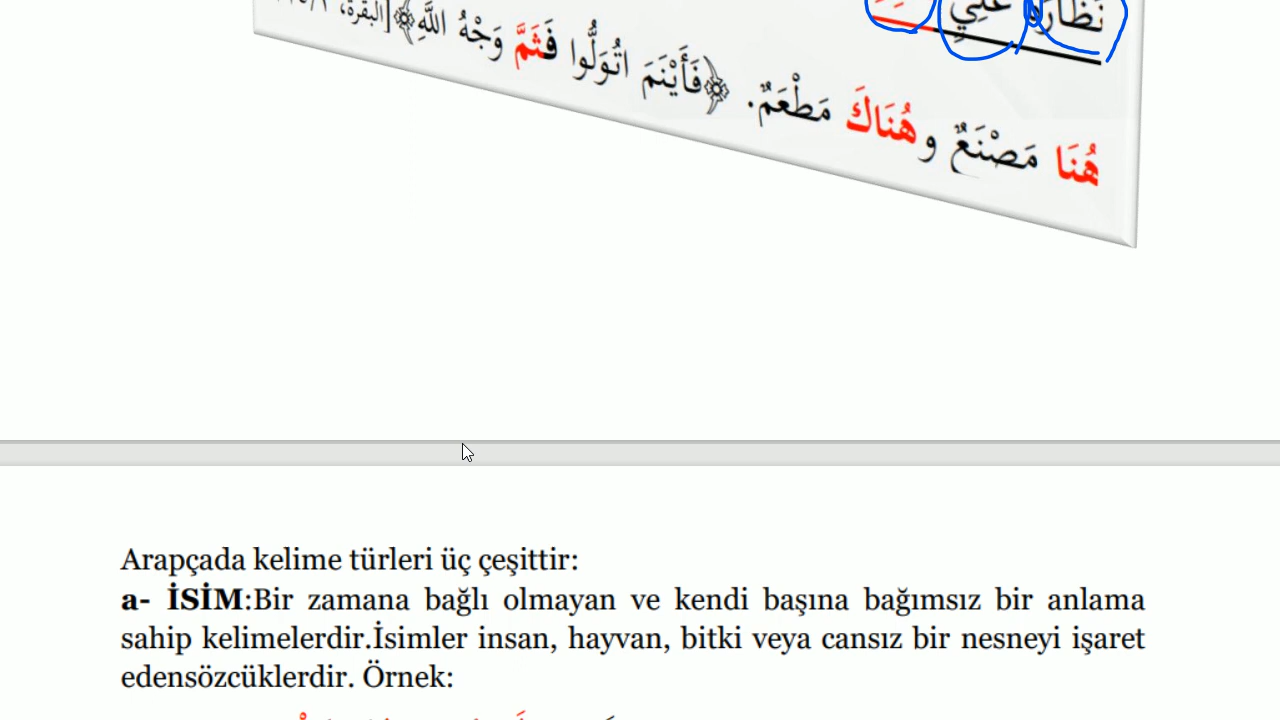 نَظَّارَة عَلِيٍّ
هُنَا مَصْنَعٌ و هُنَاكَ مَطْعَمٌ. ﴿فَأَيْنَمَ اتُوَلُّوا فَثَمَّ وَجْهُ اللَّهِ﴾[البقرة،
Arapçada kelime türleri üç çeşittir:
a- İSİM:Bir zamana bağlı olmayan ve kendi başına bağımsız bir anlama
sahip kelimelerdir.İsimler insan, hayvan, bitki veya cansız bir nesneyi işaret
edensözcüklerdir. Örnek: